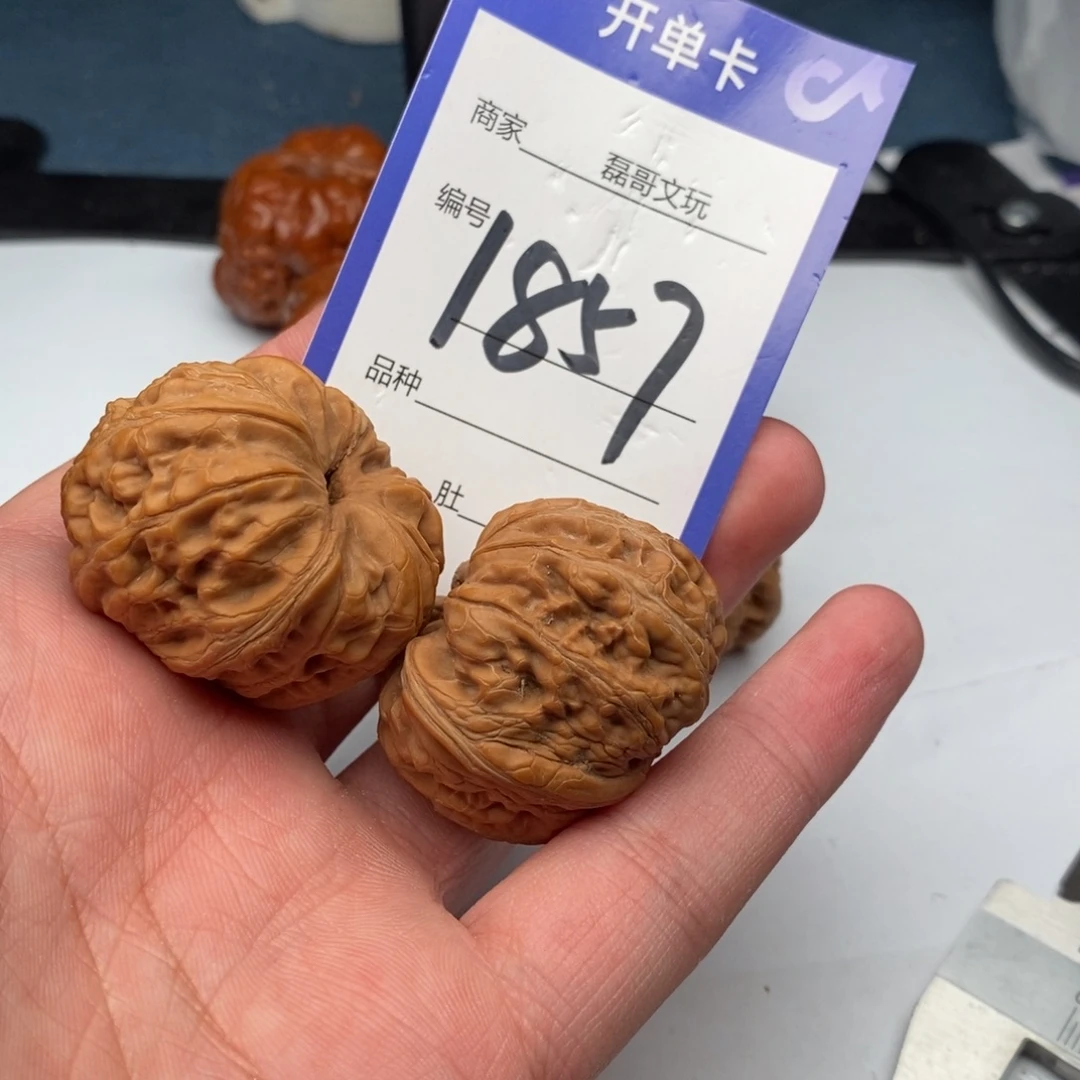 开单卡
商家 磊哥文玩
编号 1857
品种
肚